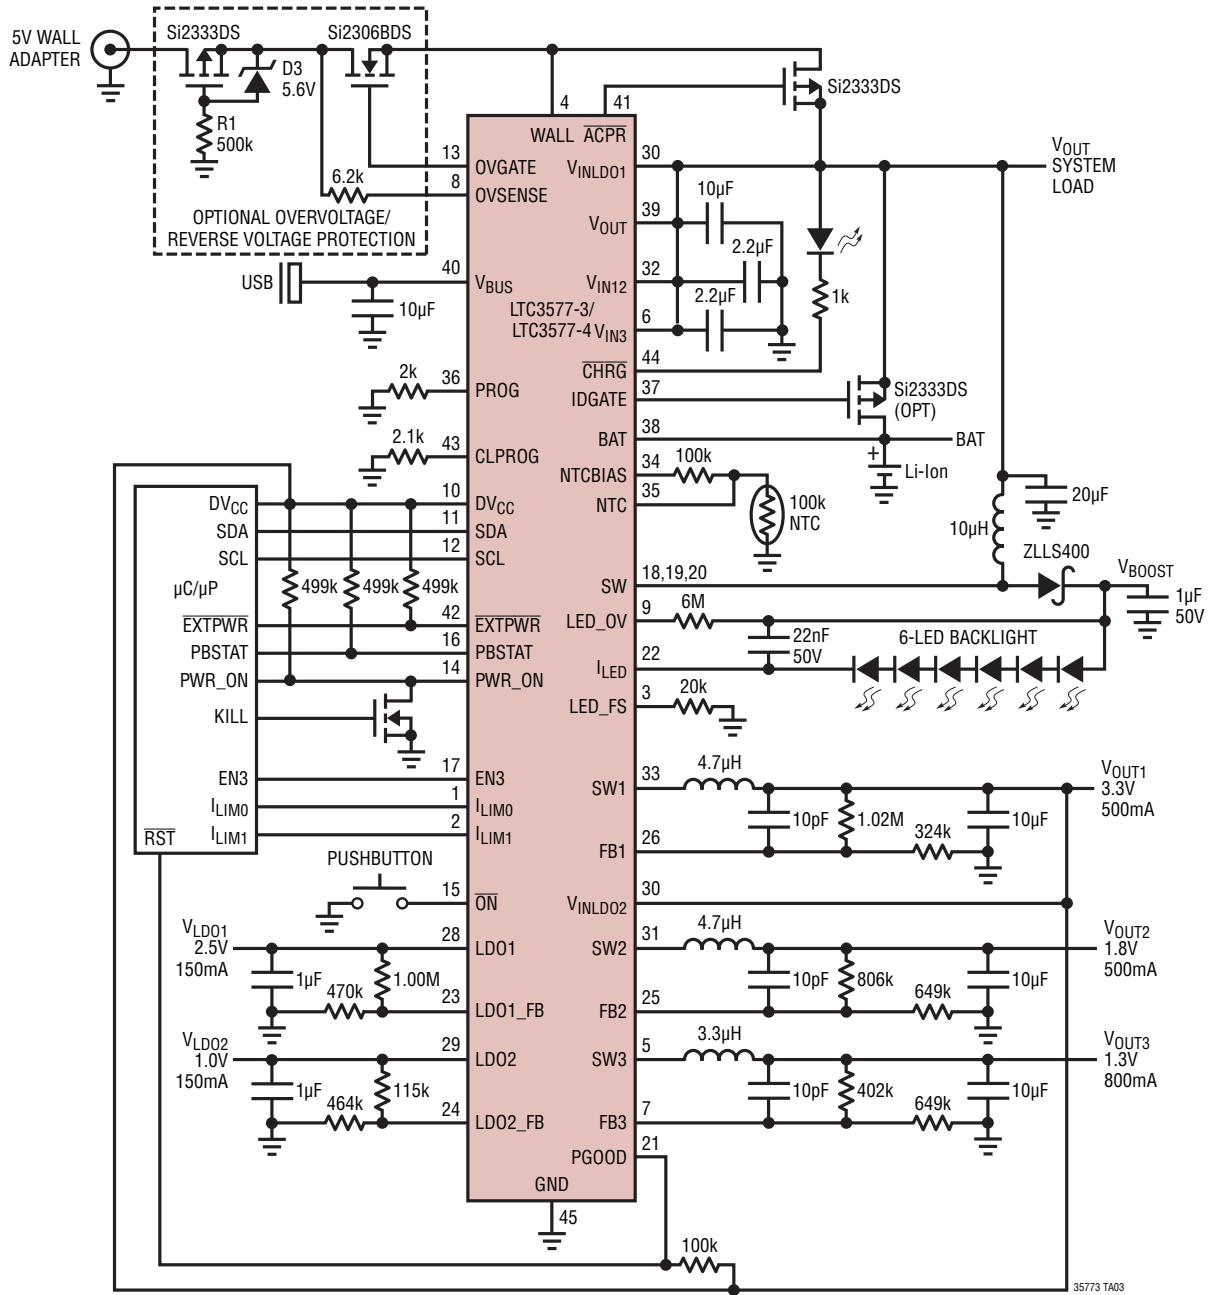 5V WALL
ADAPTER
Si2333DS
Si2306BDS
D3
5.6V
R1
500k
6.2k
OPTIONAL OVERVOLTAGE/
REVERSE VOLTAGE PROTECTION
Si2333DS
4
41
WALL
ACPR
13
OVGATE
8
OVSENSE
USB
40
VBUS
10µF
LTC3577-3/
LTC3577-4
2k
36
PROG
2.1k
43
CLPROG
VINLDO1
30
VOUT
SYSTEM
LOAD
10µF
VOUT
39
2.2µF
VIN12
32
2.2µF
VIN3
6
1k
CHRG
44
IDGATE
37
Si2333DS
(OPT)
BAT
38
BAT
+
Li-Ion
NTCBIAS
34
100k
NTC
35
100k
NTC
20µF
10µH
ZLLS400
VBOOST
1µF
50V
SW
18,19,20
LED_OV
9
6M
22nF
50V
6-LED BACKLIGHT
ILED
22
LED_FS
3
20k
DVCC
10
DVCC
SDA
11
SDA
SCL
12
SCL
µC/µP
499k
499k
499k
EXTPWR
42
EXTPWR
PBSTAT
16
PBSTAT
PWR_ON
14
PWR_ON
KILL
EN3
17
EN3
ILIM0
1
ILIM0
ILIM1
2
ILIM1
RST
PUSHBUTTON
15
ON
VLDO1
2.5V
150mA
28
LDO1
1µF
1.00M
470k
23
LDO1_FB
VLDO2
1.0V
150mA
29
LDO2
1µF
115k
464k
24
LDO2_FB
SW1
33
4.7µH
VOUT1
3.3V
500mA
10pF
1.02M
324k
10µF
FB1
26
VINLDO2
30
SW2
31
4.7µH
VOUT2
1.8V
500mA
10pF
806k
649k
10µF
FB2
25
SW3
5
3.3µH
VOUT3
1.3V
800mA
10pF
402k
649k
10µF
FB3
7
PGOOD
21
GND
45
100k
35773 TA03